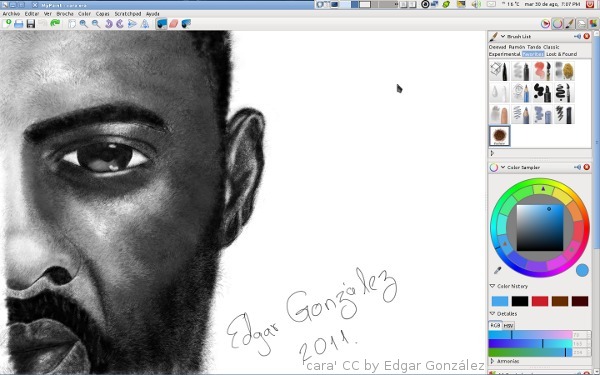 MyPaint - cara.ora
16 °C mar 30 de ago, 7:07 PM
Archivo Editar Ver Brocha Color Capas Scratchpad Ayuda
Brush List
Deevad Ramón Tanda Classic
Experimental Favorites Lost & Found
Color Sampler
Color history
Detalles
RGB HSV
Armonías
Edgar González
2011.
'cara' CC by Edgar González